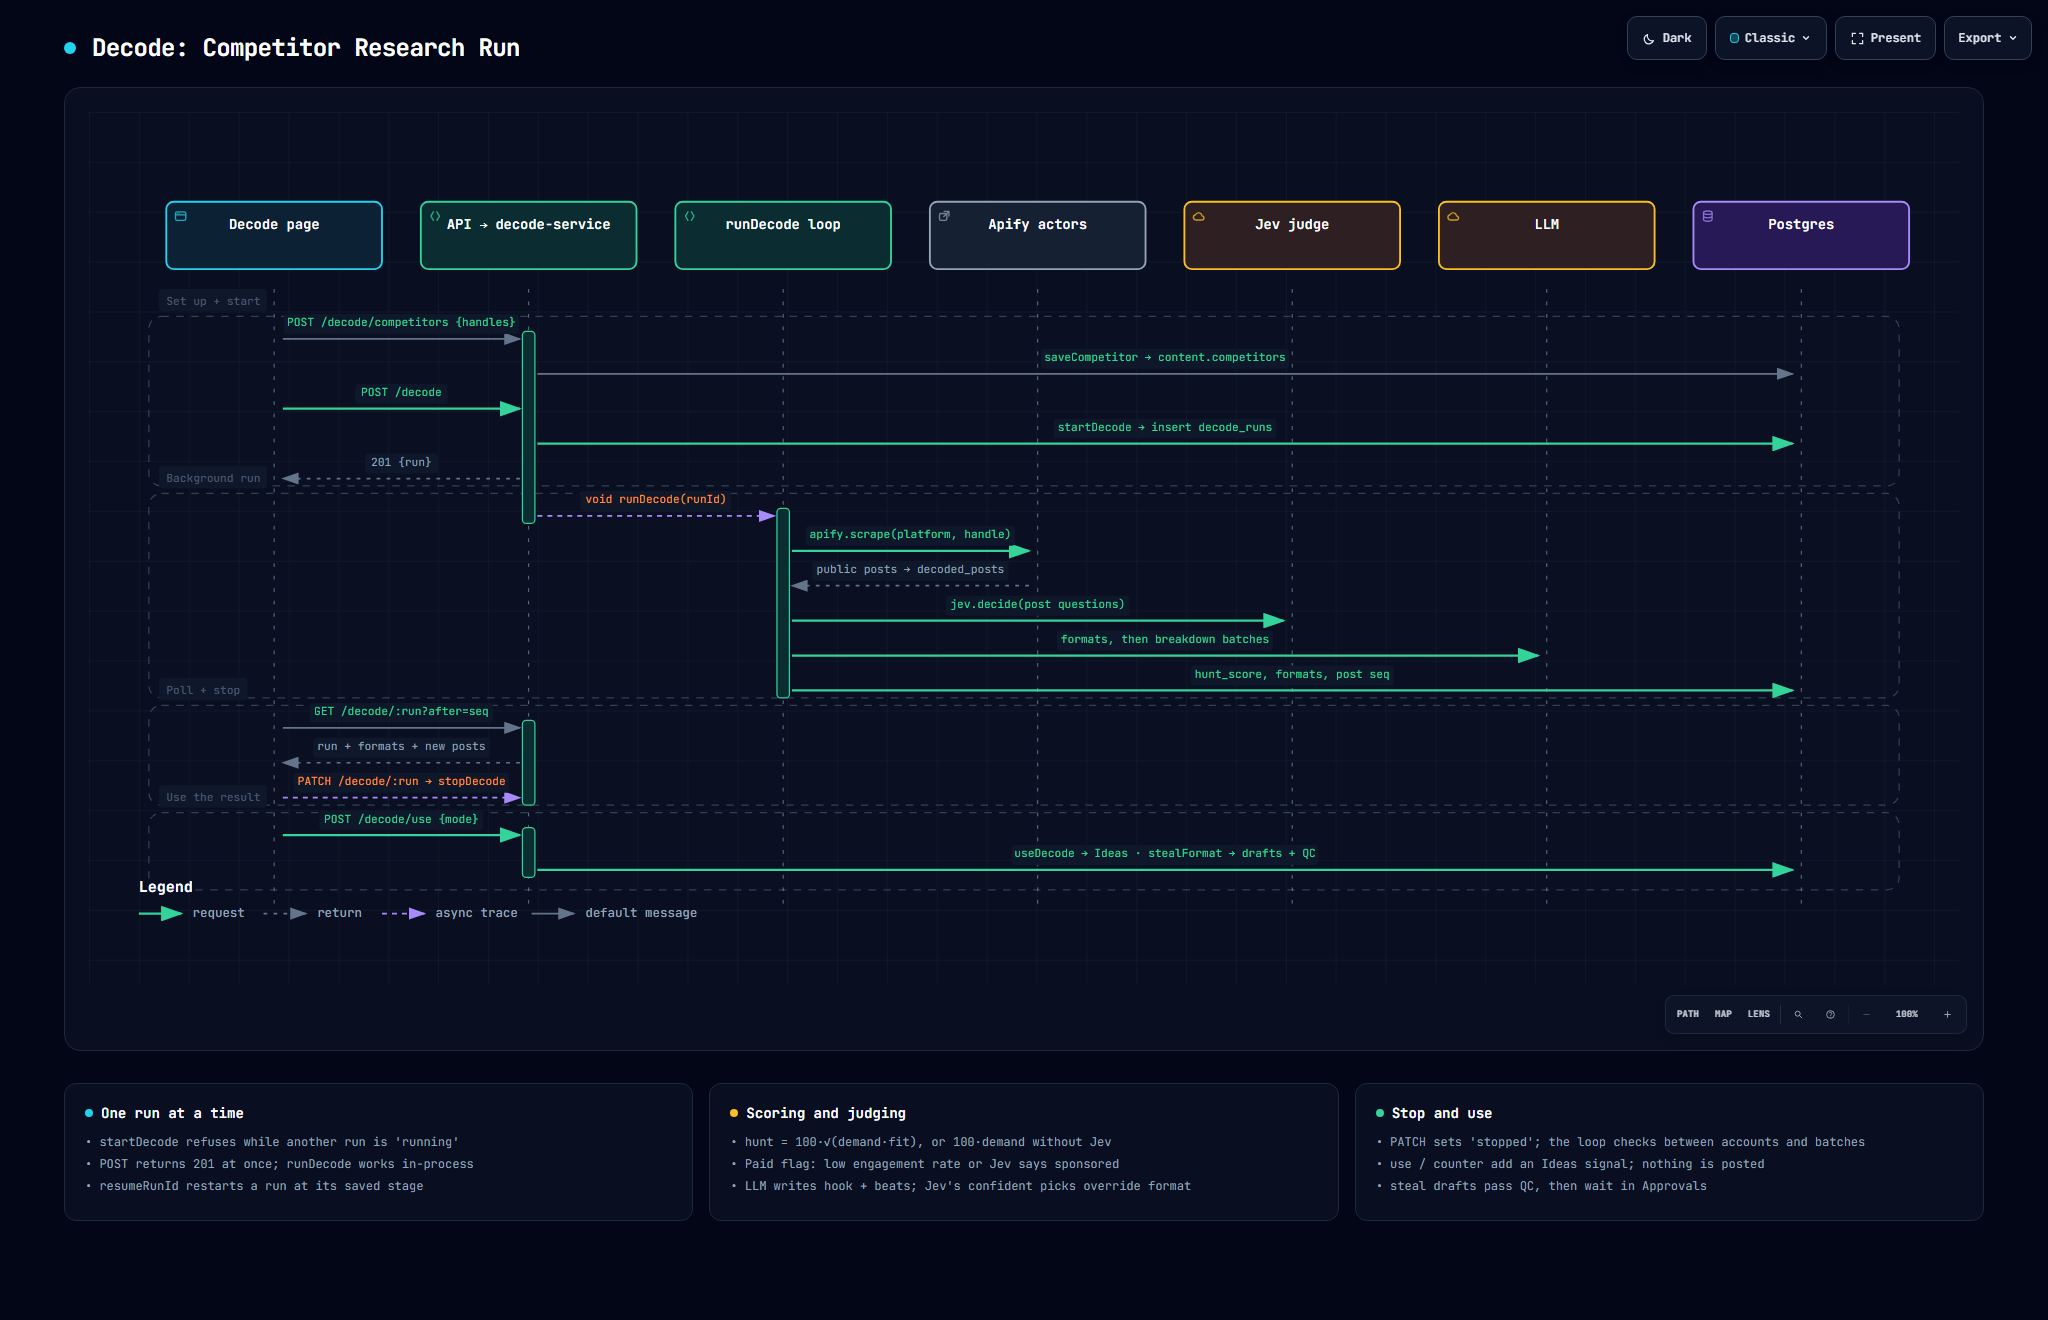 Decode: Competitor Research Run
Dark
Classic
Present
Export
Decode page
API → decode-service
runDecode loop
Apify actors
Jev judge
LLM
Postgres
Set up + start
POST /decode/competitors {handles}
saveCompetitor → content.competitors
POST /decode
startDecode → insert decode_runs
201 {run}
Background run
void runDecode(runId)
apify.scrape(platform, handle)
public posts → decoded_posts
jev.decide(post questions)
formats, then breakdown batches
hunt_score, formats, post seq
Poll + stop
GET /decode/:run?after=seq
run + formats + new posts
PATCH /decode/:run → stopDecode
Use the result
POST /decode/use {mode}
useDecode → Ideas · stealFormat → drafts + QC
Legend
request
return
async trace
default message
PATH
MAP
LENS
100%
One run at a time
• startDecode refuses while another run is 'running'
• POST returns 201 at once; runDecode works in-process
• resumeRunId restarts a run at its saved stage
Scoring and judging
• hunt = 100·√(demand·fit), or 100·demand without Jev
• Paid flag: low engagement rate or Jev says sponsored
• LLM writes hook + beats; Jev's confident picks override format
Stop and use
• PATCH sets 'stopped'; the loop checks between accounts and batches
• use / counter add an Ideas signal; nothing is posted
• steal drafts pass QC, then wait in Approvals